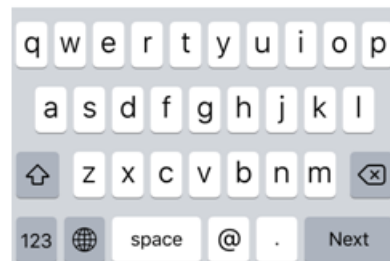 q w e r t y u i o p
a s d f g h j k l
z x c v b n m
123 space @ . Next